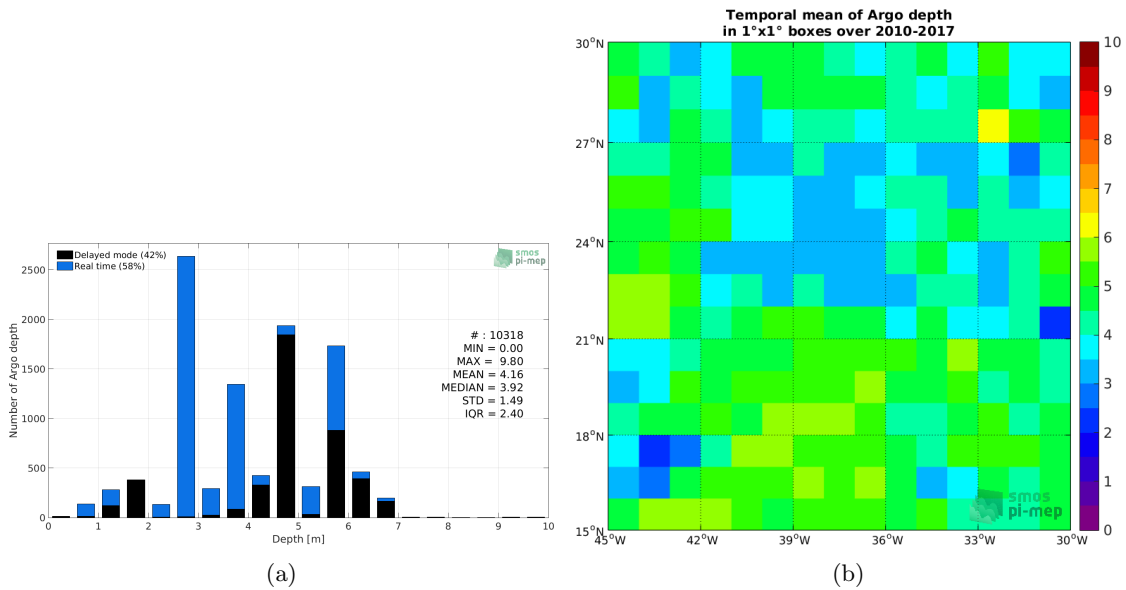 Delayed mode (42%)
Real time (58%)
smos
pi-mep
# : 10318
MIN = 0.00
MAX = 9.80
MEAN = 4.16
MEDIAN = 3.92
STD = 1.49
IQR = 2.40
Number of Argo depth
2500
2000
1500
1000
500
0
0 1 2 3 4 5 6 7 8 9 10
Depth [m]
(a)
Temporal mean of Argo depth
in 1°x1° boxes over 2010-2017
30°N
27°N
24°N
21°N
18°N
15°N
45°W 42°W 39°W 36°W 33°W 30°W
smos
pi-mep
10
9
8
7
6
5
4
3
2
1
0
(b)